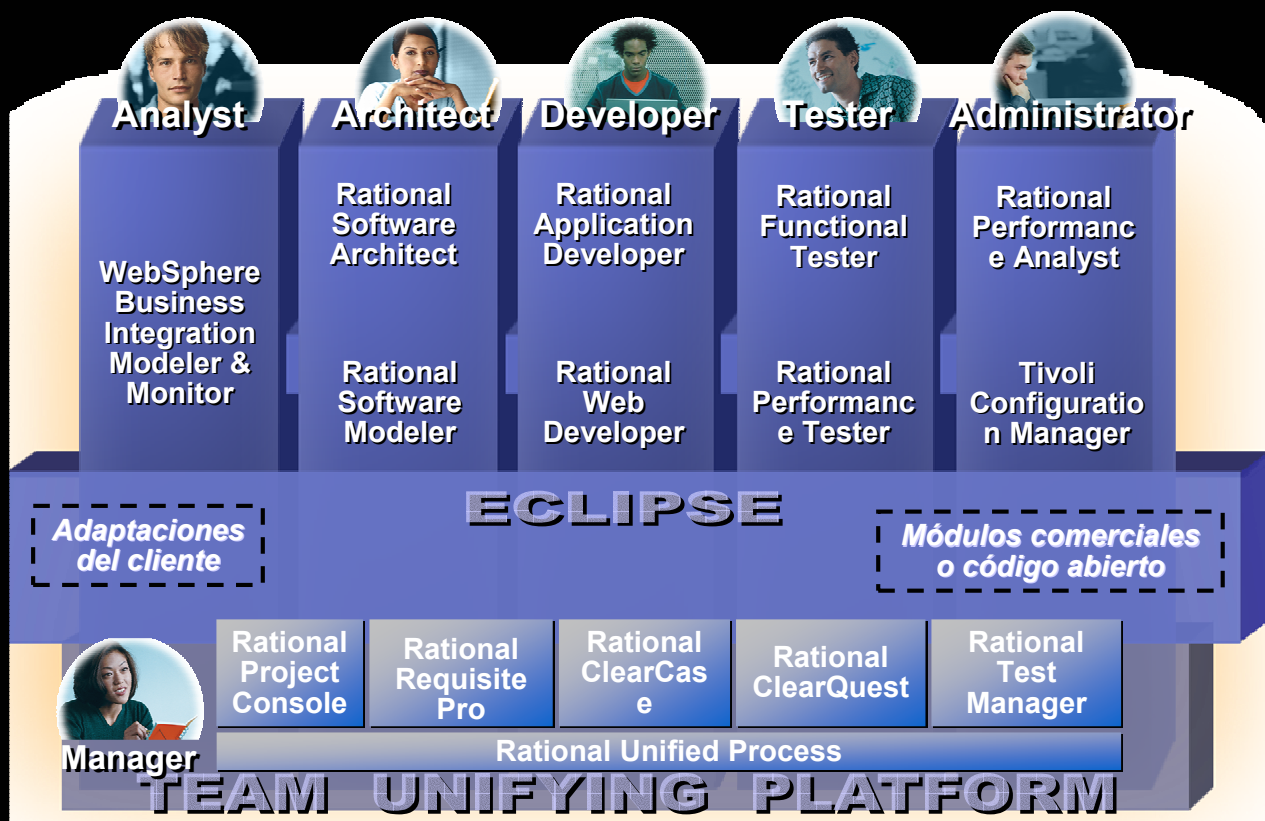 Analyst
Architect
Developer
Tester
Administrator
WebSphere
Business
Integration
Modeler &
Monitor
Rational
Software
Architect
Rational
Software
Modeler
Rational
Application
Developer
Rational
Web
Developer
Rational
Functional
Tester
Rational
Performanc
e Tester
Rational
Performanc
e Analyst
Tivoli
Configuratio
n Manager
ECLIPSE
Adaptaciones
del cliente
Módulos comerciales
o código abierto
Manager
Rational
Project
Console
Rational
Requisite
Pro
Rational
ClearCas
e
Rational
ClearQuest
Rational
Test
Manager
Rational Unified Process
TEAM UNIFYING PLATFORM